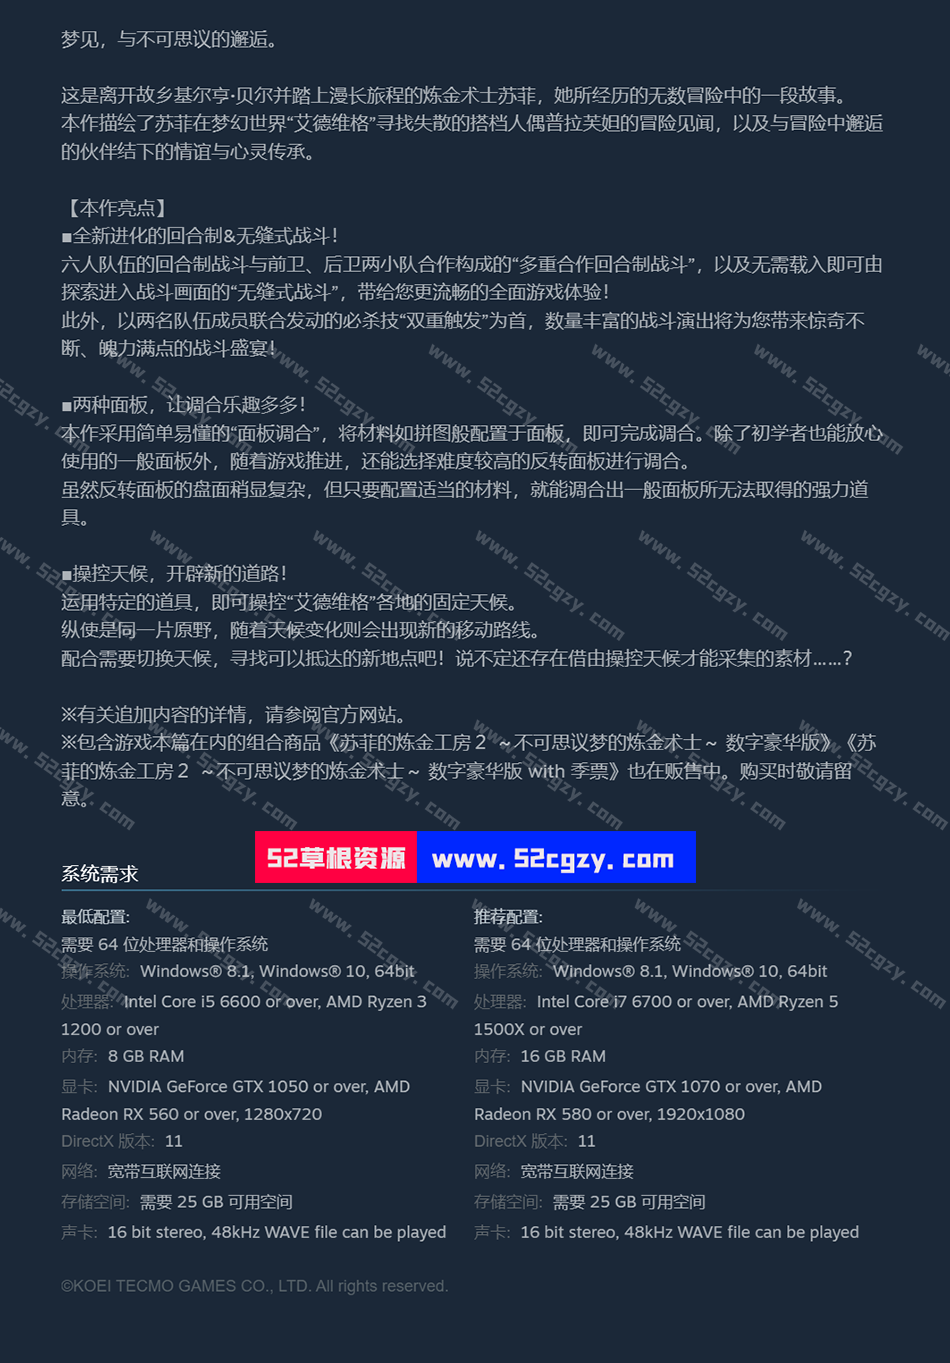 梦见，与不可思议的邂逅。
这是离开故乡基尔亨·贝尔并踏上漫长旅程的炼金术士苏菲，她所经历的无数冒险中的一段故事。
本作描绘了苏菲在梦幻世界“艾德维格”寻找失散的搭档人偶普拉芙妲的冒险见闻，以及与冒险中邂逅
的伙伴结下的情谊与心灵传承。
【本作亮点】
■全新进化的回合制&无缝式战斗！
六人队伍的回合制战斗与前卫、后卫两小队合作构成的“多重合作回合制战斗”，以及无需载入即可由
探索进入战斗画面的“无缝式战斗”，带给您更流畅的全面游戏体验！
此外，以两名队伍成员联合发动的必杀技“双重触发”为首，数量丰富的战斗演出将为您带来惊奇不
断、魄力满点的战斗盛宴！
■两种面板，让调合乐趣多多！
本作采用简单易懂的“面板调合”，将材料如拼图般配置于面板，即可完成调合。除了初学者也能放心
使用的一般面板外，随着游戏推进，还能选择难度较高的反转面板进行调合。
虽然反转面板的盘面稍显复杂，但只要配置适当的材料，就能调合出一般面板所无法取得的强力道
具。
■操控天候，开辟新的道路！
运用特定的道具，即可操控“艾德维格”各地的固定天候。
纵使是同一片原野，随着天候变化则会出现新的移动路线。
配合需要切换天候，寻找可以抵达的新地点吧！说不定还存在借由操控天候才能采集的素材……？
※有关追加内容的详情，请参阅官方网站。
※包含游戏本篇在内的组合商品《苏菲的炼金工房２ ～不可思议梦的炼金术士～ 数字豪华版》《苏
菲的炼金工房２ ～不可思议梦的炼金术士～ 数字豪华版 with 季票》也在贩售中。购买时敬请留
意。
52草根资源 www.52cgzy.com
系统需求
最低配置:
需要 64 位处理器和操作系统
操作系统: Windows® 8.1, Windows® 10, 64bit
处理器: Intel Core i5 6600 or over, AMD Ryzen 3
1200 or over
内存: 8 GB RAM
显卡: NVIDIA GeForce GTX 1050 or over, AMD
Radeon RX 560 or over, 1280x720
DirectX 版本: 11
网络: 宽带互联网连接
存储空间: 需要 25 GB 可用空间
声卡: 16 bit stereo, 48kHz WAVE file can be played
推荐配置:
需要 64 位处理器和操作系统
操作系统: Windows® 8.1, Windows® 10, 64bit
处理器: Intel Core i7 6700 or over, AMD Ryzen 5
1500X or over
内存: 16 GB RAM
显卡: NVIDIA GeForce GTX 1070 or over, AMD
Radeon RX 580 or over, 1920x1080
DirectX 版本: 11
网络: 宽带互联网连接
存储空间: 需要 25 GB 可用空间
声卡: 16 bit stereo, 48kHz WAVE file can be played
©KOEI TECMO GAMES CO., LTD. All rights reserved.